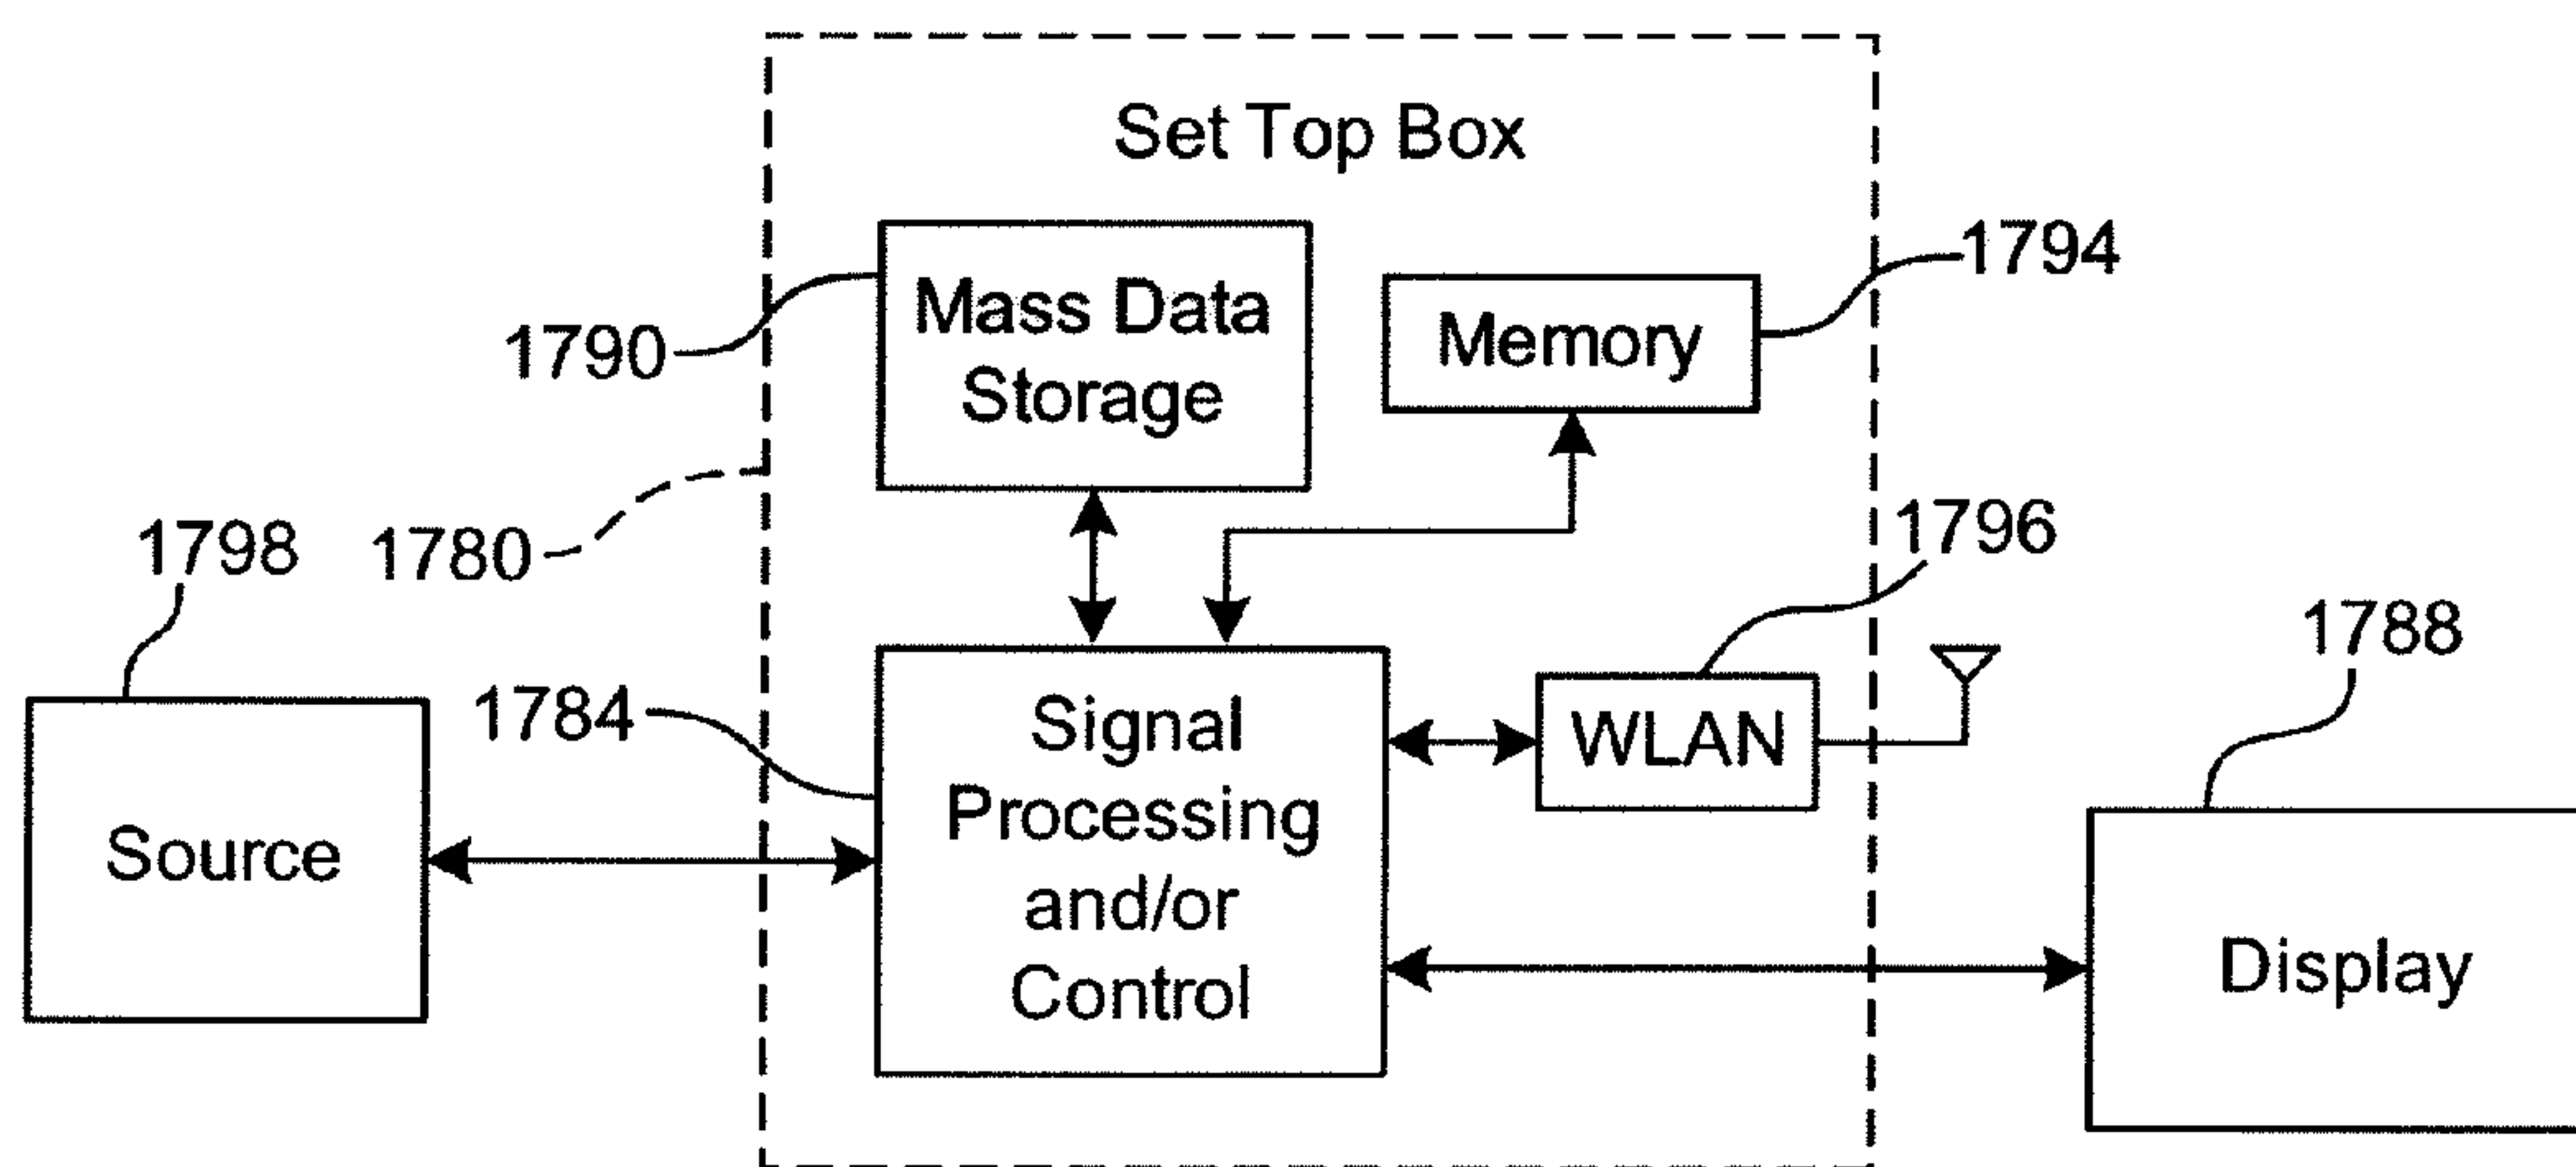 Set Top Box
1794
Mass Data
Storage
Memory
1790
1796
1798
1780
1788
1784
Signal
Processing
and/or
Control
WLAN
Source
Display